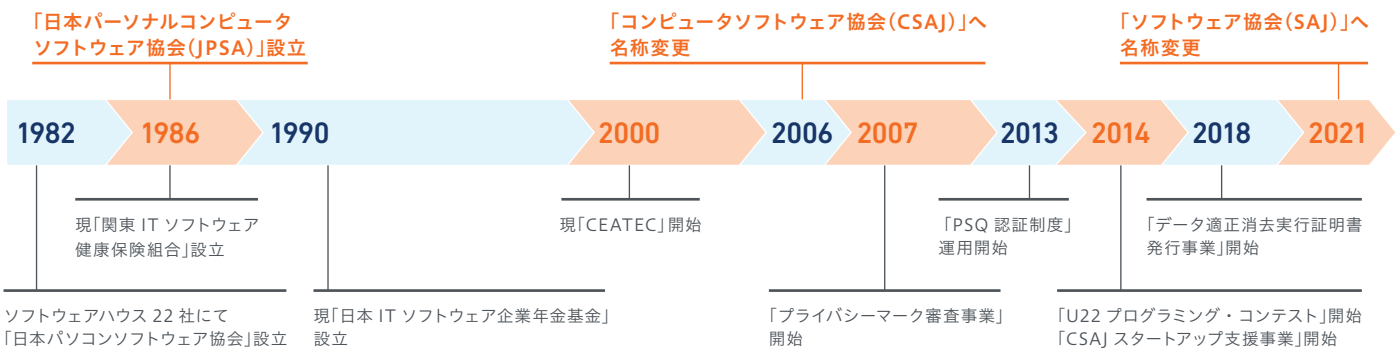 「日本パーソナルコンピュータ
ソフトウェア協会(JPSA)」設立
「コンピュータソフトウェア協会(CSAJ)」へ
名称変更
「ソフトウェア協会(SAJ)」へ
名称変更
1982
1986
1990
2000
2006
2007
2013
2014
2018
2021
現「関東 IT ソフトウェア
健康保険組合」設立
現「CEATEC」開始
「PSQ 認証制度」
運用開始
「データ適正消去実行証明書
発行事業」開始
ソフトウェアハウス 22 社にて
「日本パソコンソフトウェア協会」設立
現「日本 IT ソフトウェア企業年金基金」
設立
「プライバシーマーク審査事業」
開始
「U22 プログラミング・コンテスト」開始
「CSAJ スタートアップ支援事業」開始